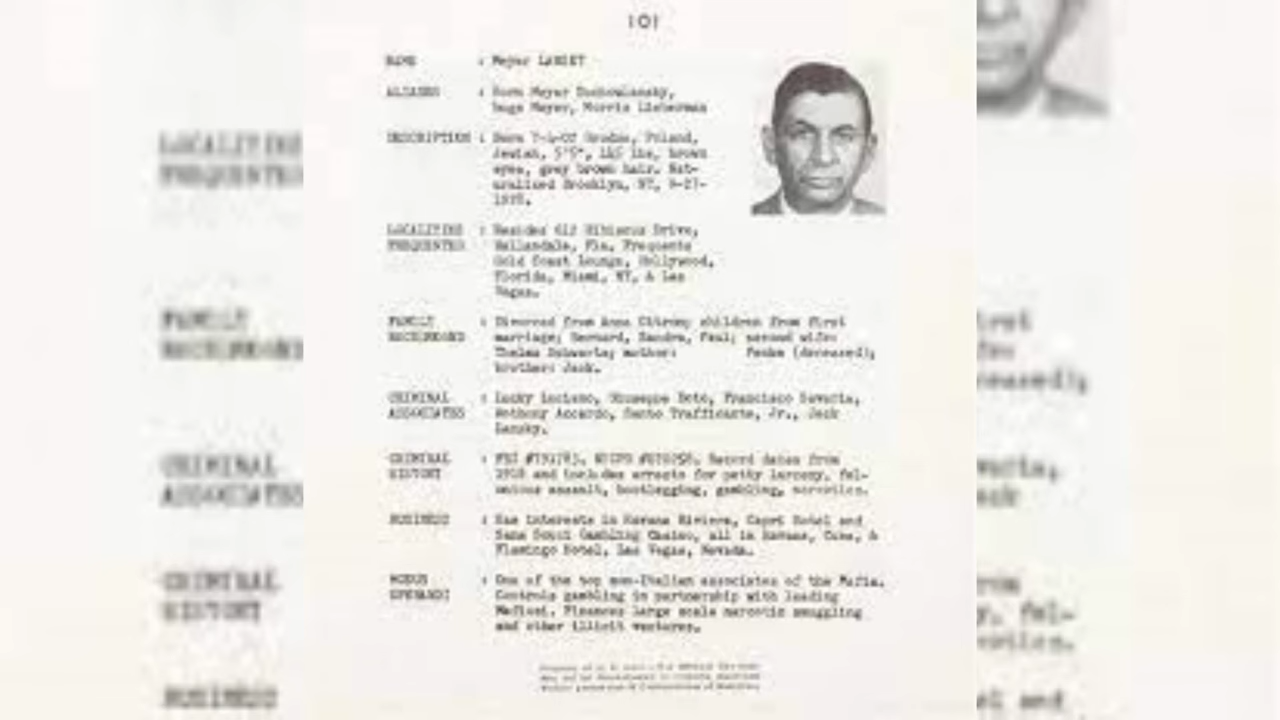 101
NAME : Meyer LANSKY
ALIASES : Born Meyer Suchowlansky,
Bugs Meyer, Morris Lieberman
DESCRIPTION : Born 7-4-02 Grodno, Poland,
Jewish, 5'5", 145 lbs, brown
eyes, grey brown hair. Nat-
uralized Brooklyn, NY, 9-27-
1928.
LOCALITIES : Resides 612 Hibiscus Drive,
FREQUENTED Hallandale, Fla. Frequents
Gold Coast Lounge, Hollywood,
Florida, Miami, NY, & Las
Vegas.
FAMILY : Divorced from Anna Citron; children from first
BACKGROUND marriage; Bernard, Sandra, Paul; second wife:
Thelma Schwartz; mother: (deceased);
brother: Jack.
CRIMINAL : Lucky Luciano, Giuseppe Doto, Francisco Saveria,
ASSOCIATES Anthony Accardo, Santo Trafficante, Jr., Jack
Lansky.
CRIMINAL : FBI NYCPD Record dates from
HISTORY 1918 and includes arrests for petty larceny, fel-
onious assault, bootlegging, gambling, narcotics.
BUSINESS : Has interests in Havana Riviera, Capri Hotel and
Sans Souci Gambling Casino, all in Havana, Cuba, &
Flamingo Hotel, Las Vegas, Nevada.
MODUS : One of the top non-Italian associates of the Mafia.
OPERANDI Controls gambling in partnership with leading
Mafiosi. Finances large scale narcotic smuggling
and other illicit ventures.